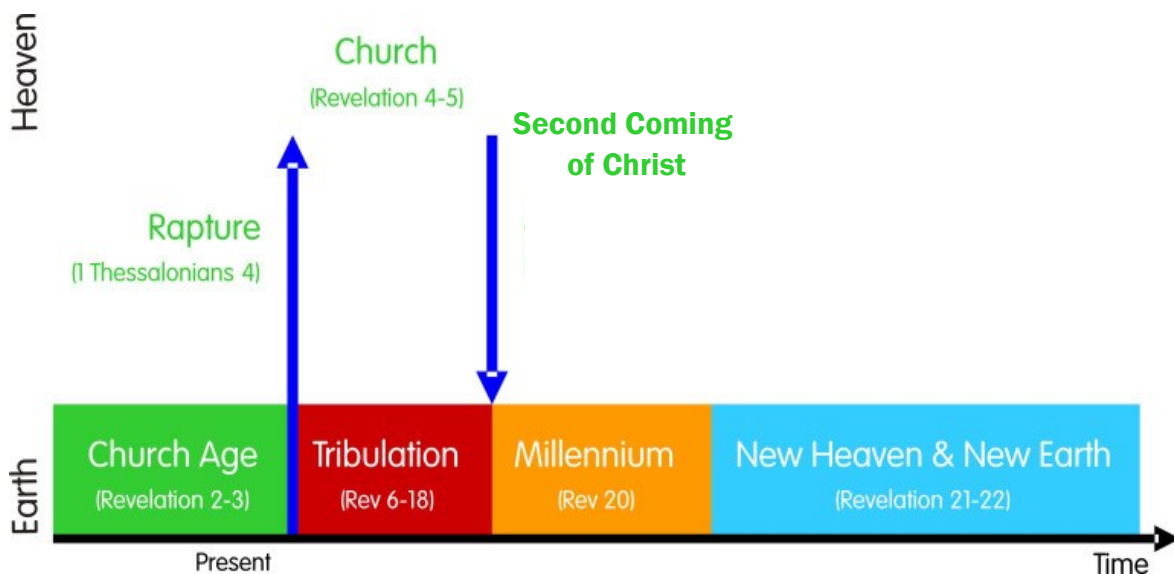 Heaven
Church
(Revelation 4-5)
Second Coming
of Christ
Rapture
(1 Thessalonians 4)
Earth
Church Age
(Revelation 2-3)
Tribulation
(Rev 6-18)
Millennium
(Rev 20)
New Heaven & New Earth
(Revelation 21-22)
Present
Time